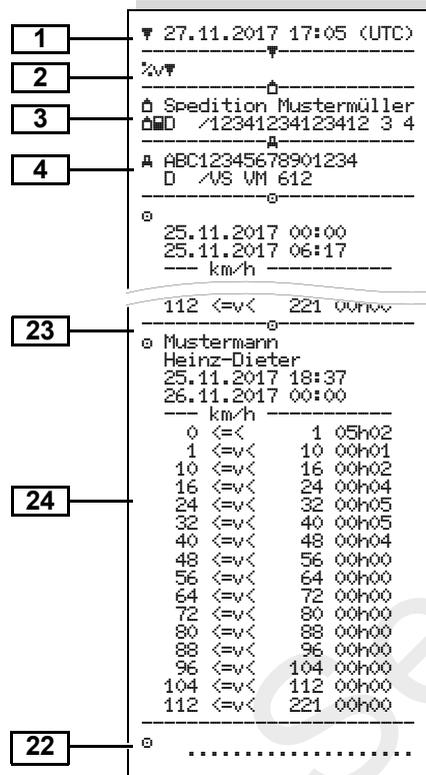 1 ▼ 27.11.2017 17:05 (UTC)
2 %v▼
3 Spedition Mustermüller
D /12341234123412 3 4
4 ABC12345678901234
D /VS VM 612
25.11.2017 00:00
25.11.2017 06:17
--- km/h ---
112 <=v< 221 00h00
23 Mustermann
Heinz-Dieter
25.11.2017 18:37
26.11.2017 00:00
--- km/h ---
0 <=< 1 05h02
1 <=v< 10 00h01
10 <=v< 16 00h02
16 <=v< 24 00h04
24 <=v< 32 00h05
32 <=v< 40 00h05
40 <=v< 48 00h04
48 <=v< 56 00h00
24 56 <=v< 64 00h00
64 <=v< 72 00h00
72 <=v< 80 00h00
80 <=v< 88 00h00
88 <=v< 96 00h00
96 <=v< 104 00h00
104 <=v< 112 00h00
112 <=v< 221 00h00
22 ....................